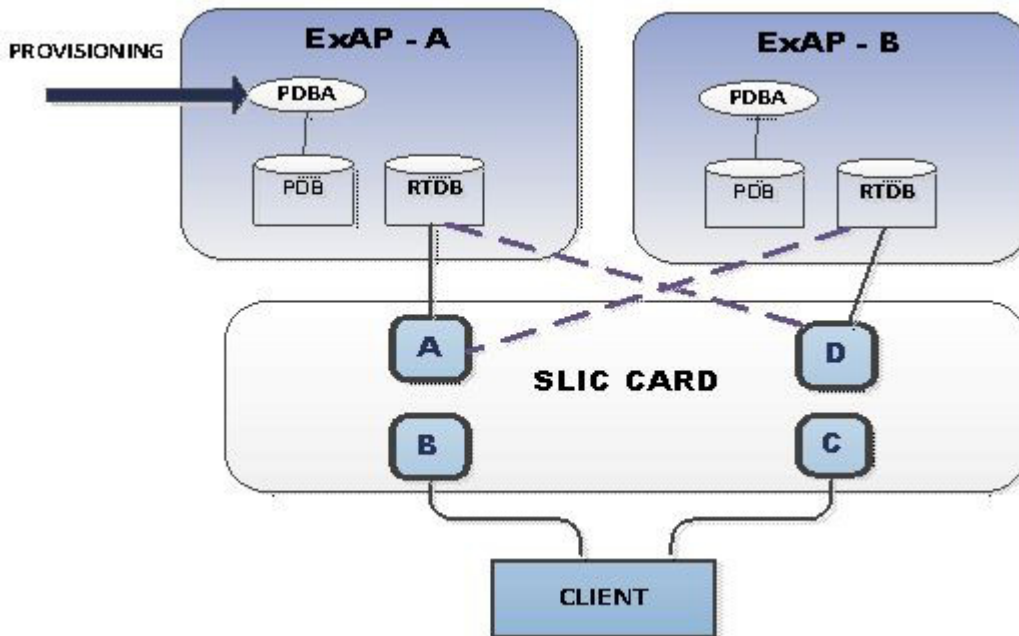 ExAP - A
ExAP - B
PROVISIONING
PDBA
PDBA
PDB
RTDB
PDB
RTDB
A
D
SLIC CARD
B
C
CLIENT